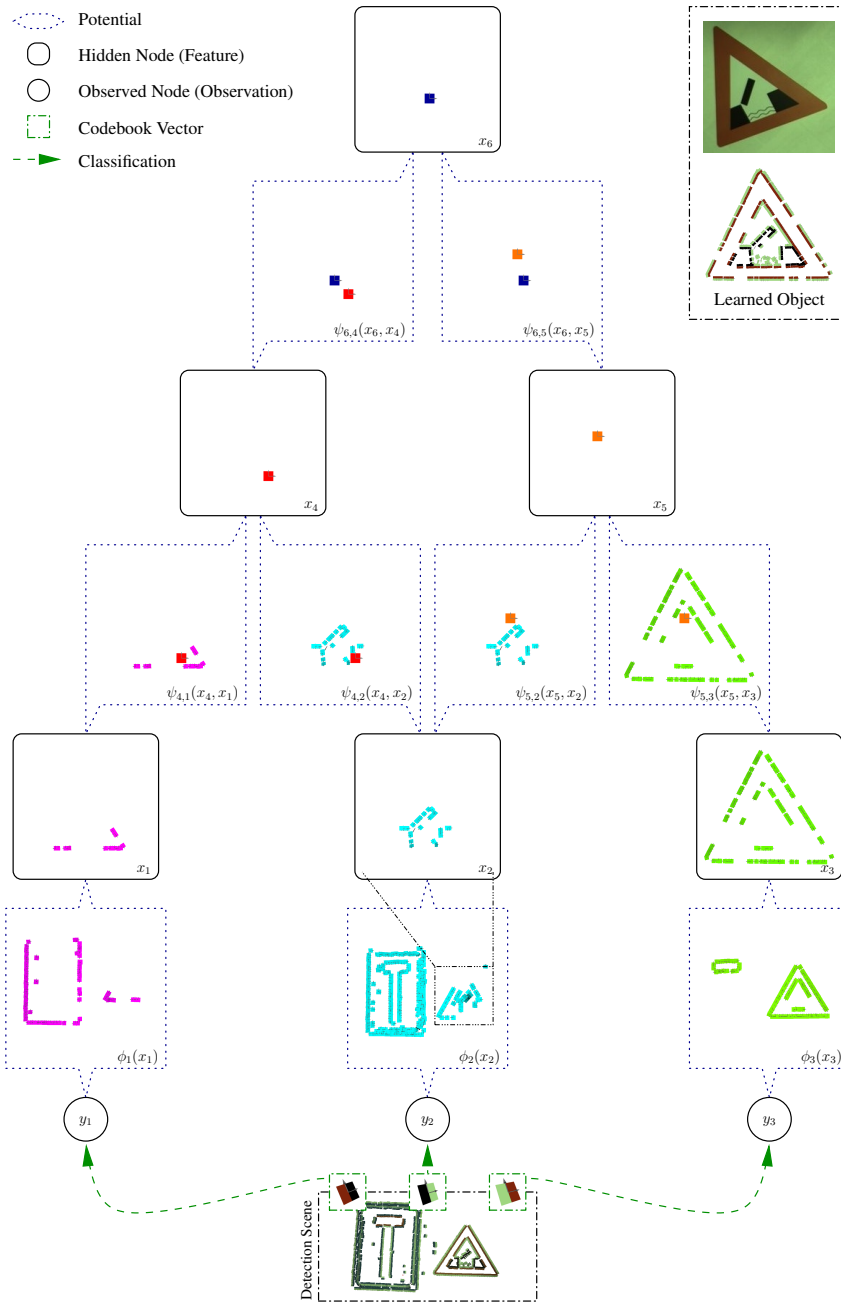 Potential
Hidden Node (Feature)
Observed Node (Observation)
Codebook Vector
Classification
x₆
Learned Object
ψ₆,₄(x₆, x₄)
ψ₆,₅(x₆, x₅)
x₄
x₅
ψ₄,₁(x₄, x₁)
ψ₄,₂(x₄, x₂)
ψ₅,₂(x₅, x₂)
ψ₅,₃(x₅, x₃)
x₁
x₂
x₃
ϕ₁(x₁)
ϕ₂(x₂)
ϕ₃(x₃)
y₁
y₂
y₃
Detection Scene